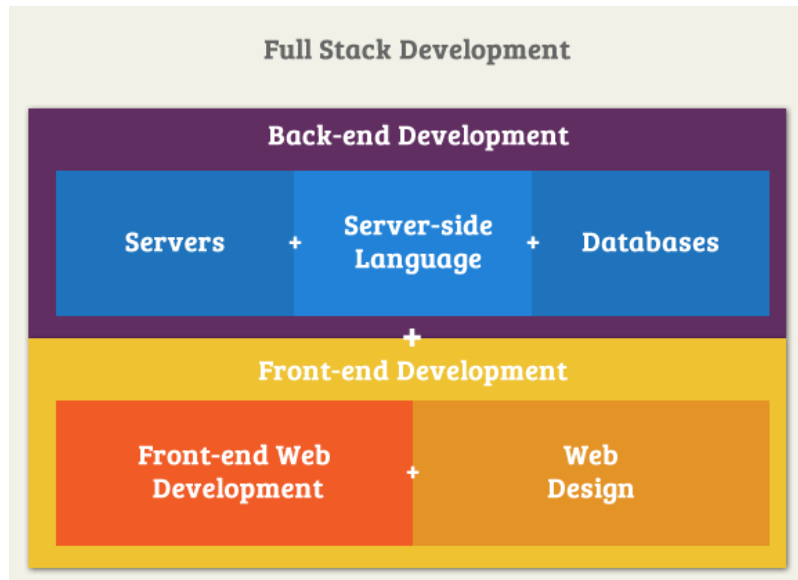 Full Stack Development
Back-end Development
Servers + Server-side Language + Databases
+
Front-end Development
Front-end Web Development + Web Design